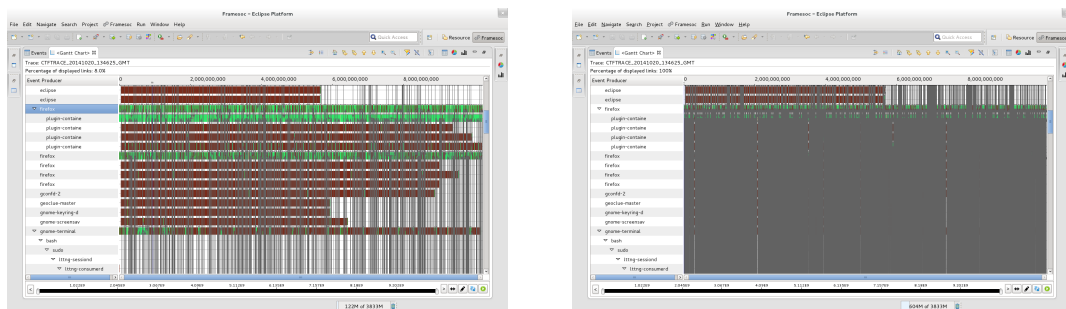 Framesoc – Eclipse Platform
File Edit Navigate Search Project Framesoc Run Window Help
Quick Access
Resource
Framesoc
Events
<Gantt Chart>
Trace: CTFTRACE_20141020_134625_GMT
Percentage of displayed links: 8.0%
Event Producer
0 2,000,000,000 4,000,000,000 6,000,000,000 8,000,000,000
eclipse
eclipse
firefox
plugin-containe
plugin-containe
plugin-containe
plugin-containe
firefox
firefox
firefox
firefox
gconfd-2
geoclue-master
gnome-keyring-d
gnome-screensav
gnome-terminal
bash
sudo
lttng-sessiond
lttng-consumerd
122M of 3833M
Framesoc – Eclipse Platform
File Edit Navigate Search Project Framesoc Run Window Help
Quick Access
Resource
Framesoc
Events
<Gantt Chart>
Trace: CTFTRACE_20141020_134625_GMT
Percentage of displayed links: 100%
Event Producer
0 2,000,000,000 4,000,000,000 6,000,000,000 8,000,000,000
eclipse
eclipse
firefox
plugin-containe
plugin-containe
plugin-containe
plugin-containe
firefox
firefox
firefox
firefox
gconfd-2
geoclue-master
gnome-keyring-d
gnome-screensav
gnome-terminal
bash
sudo
lttng-sessiond
lttng-consumerd
604M of 3833M